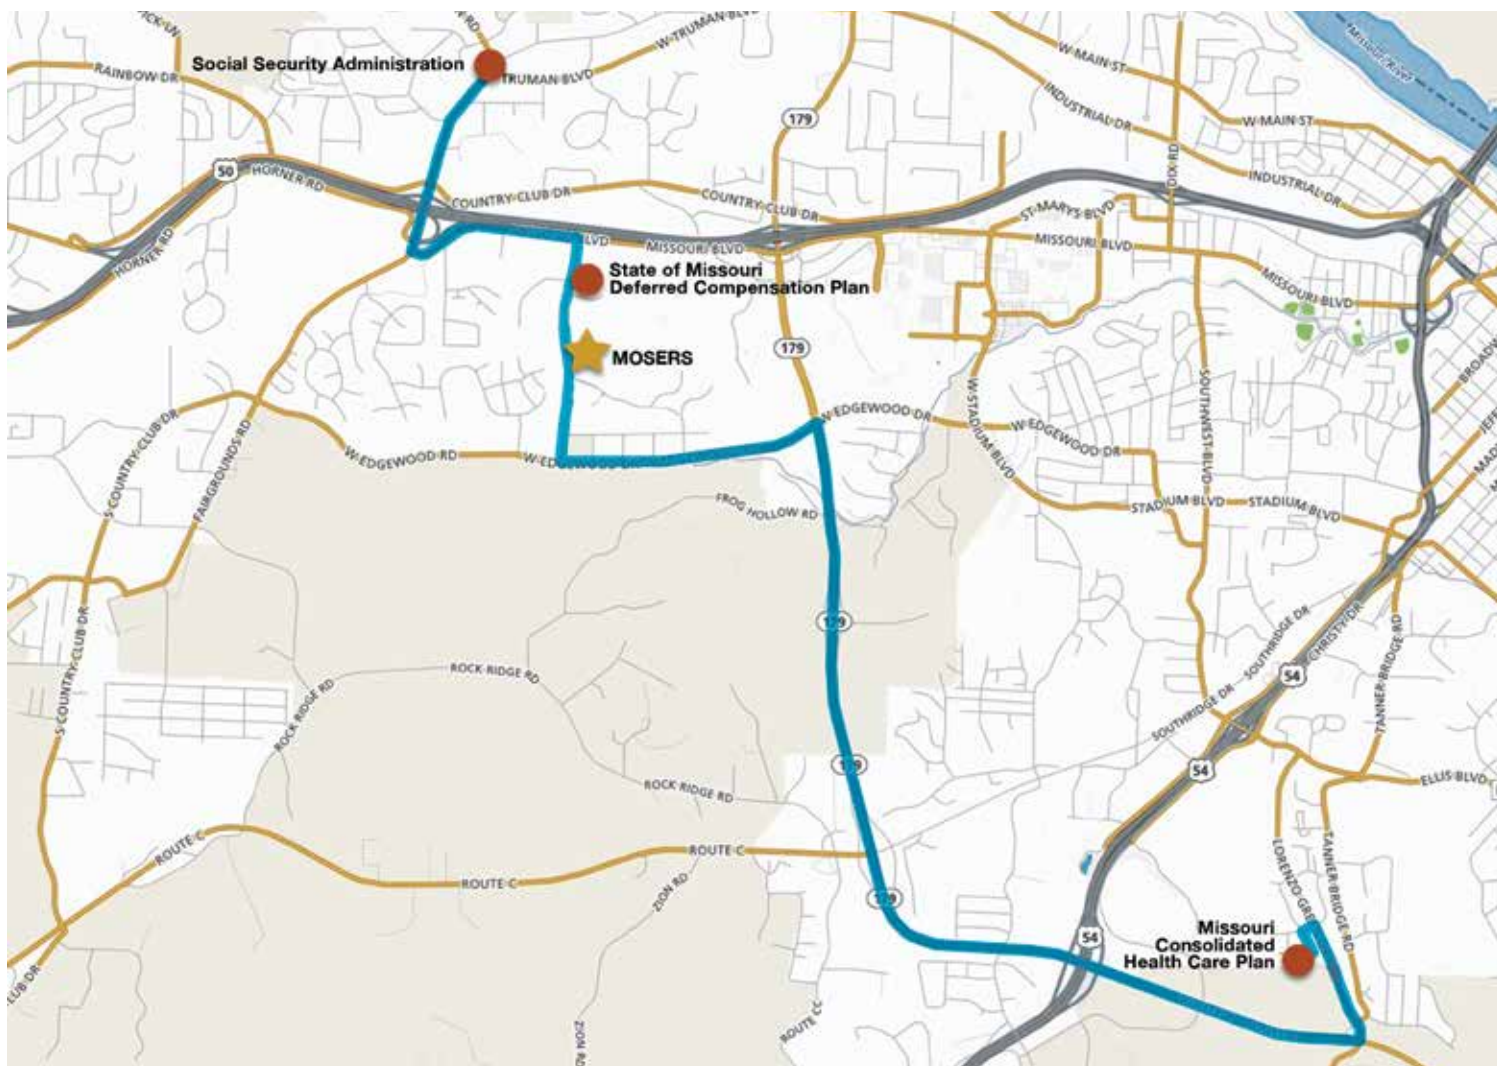 N RD
W TRUMAN BLVD
W MAIN ST
Missouri River
Social Security Administration
TRUMAN BLVD
RAINBOW DR
INDUSTRIAL DR
179
W MAIN ST
DIX RD
50
HORNER RD
INDUSTRIAL DR
COUNTRY CLUB DR
COUNTRY CLUB DR
ST MARYS BLVD
HORNER RD
BLVD
MISSOURI BLVD
MISSOURI BLVD
MISSOURI BLVD
State of Missouri
Deferred Compensation Plan
179
MOSERS
S COUNTRY CLUB DR
FAIRGROUNDS RD
W EDGEWOOD RD
W EDGEWOOD DR
N EDGEWOOD DR
W STADIUM BLVD
W EDGEWOOD DR
SOUTHWEST BLVD
FROG HOLLOW RD
STADIUM BLVD
STADIUM BLVD
179
S COUNTRY CLUB DR
ROCK RIDGE RD
ROCK RIDGE RD
SOUTHRIDGE DR
SOUTHRIDGE DR
CHRISTY DR
TANNER BRIDGE RD
54
179
54
ELLIS BLVD
ROCK RIDGE RD
ROUTE C
ROUTE C
ROUTE C
ZION RD
179
LORENZO GRE
TANNER BRIDGE RD
54
Missouri
Consolidated
Health Care Plan
CLUB DR
ROUTE CC
ZION RD